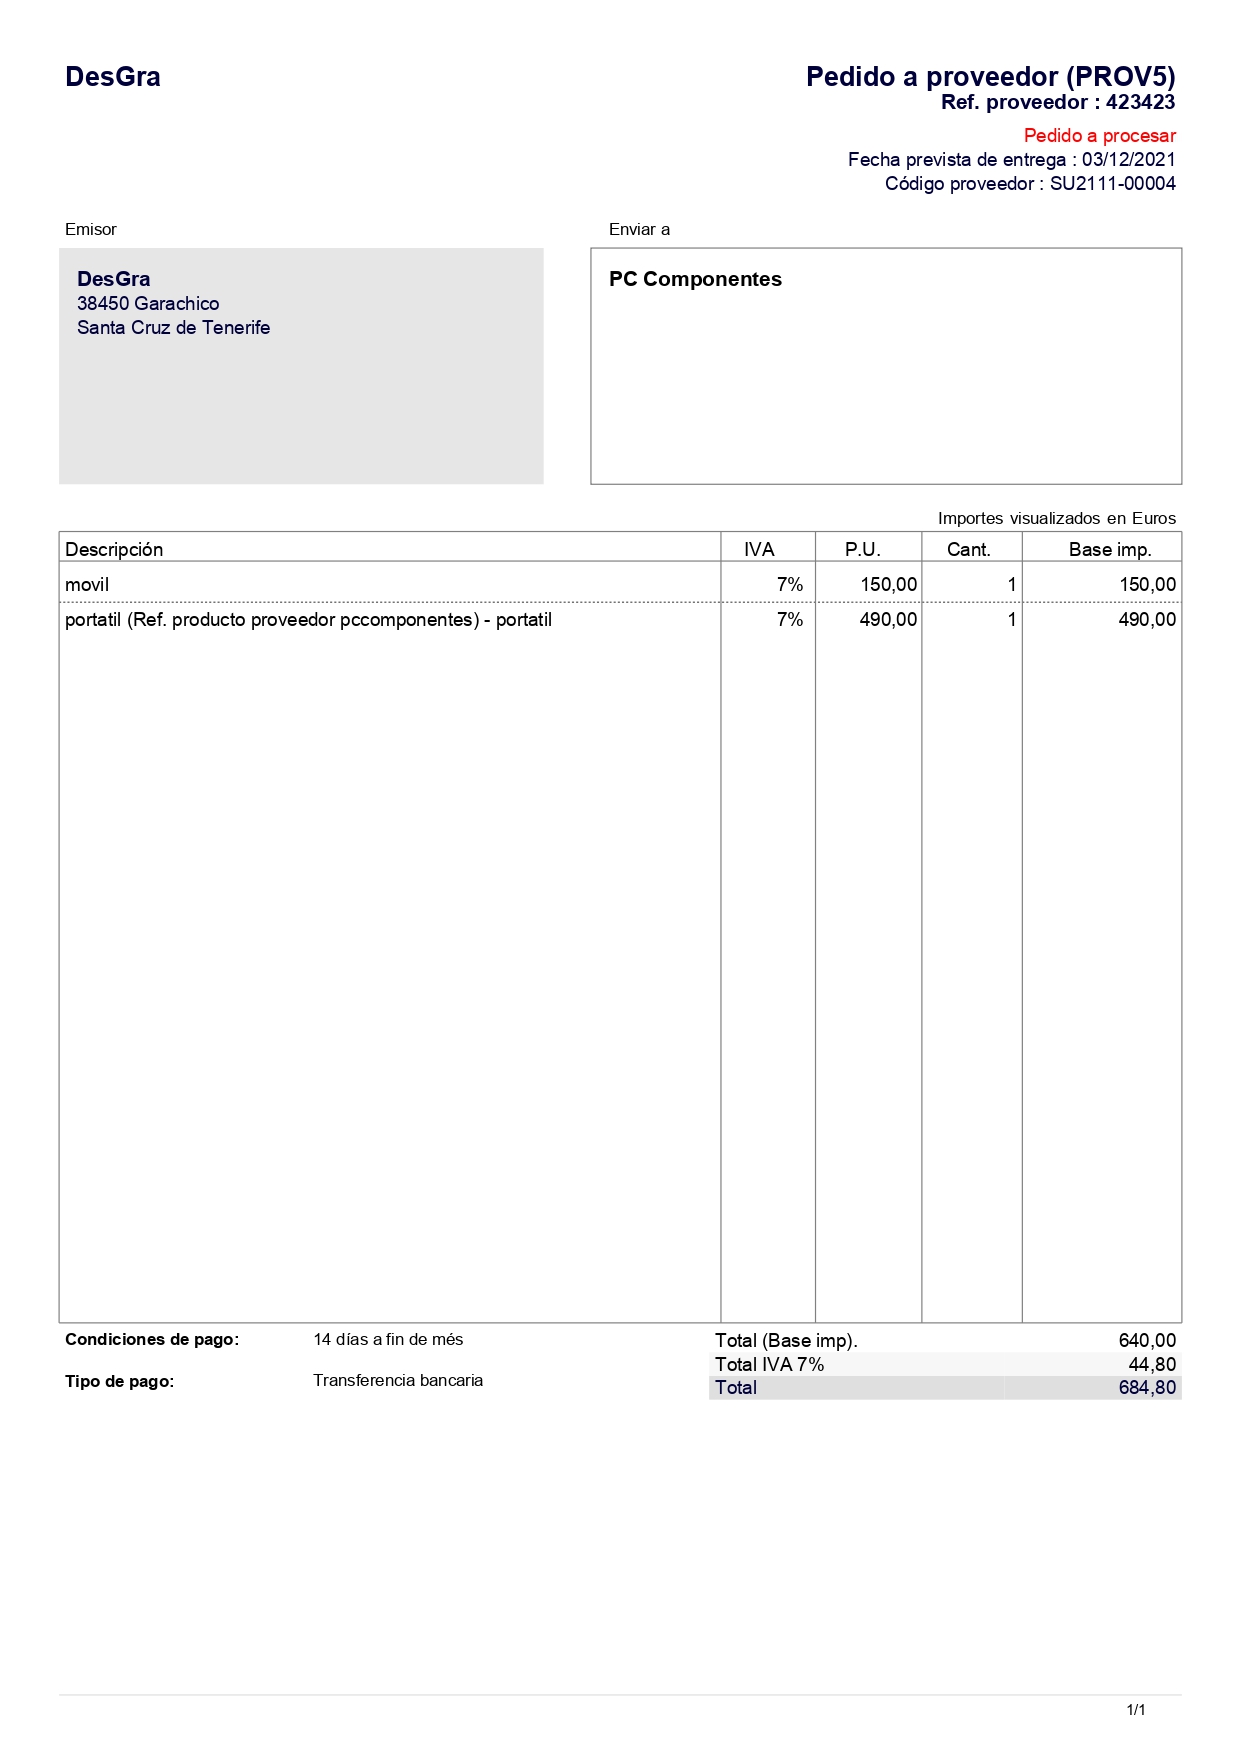 DesGra
Pedido a proveedor (PROV5)
Ref. proveedor : 423423
Pedido a procesar
Fecha prevista de entrega : 03/12/2021
Código proveedor : SU2111-00004
Emisor
DesGra
38450 Garachico
Santa Cruz de Tenerife
Enviar a
PC Componentes
Importes visualizados en Euros
Descripción IVA P.U. Cant. Base imp.
movil 7% 150,00 1 150,00
portatil (Ref. producto proveedor pccomponentes) - portatil 7% 490,00 1 490,00
Condiciones de pago: 14 días a fin de més
Tipo de pago: Transferencia bancaria
Total (Base imp). 640,00
Total IVA 7% 44,80
Total 684,80
1/1